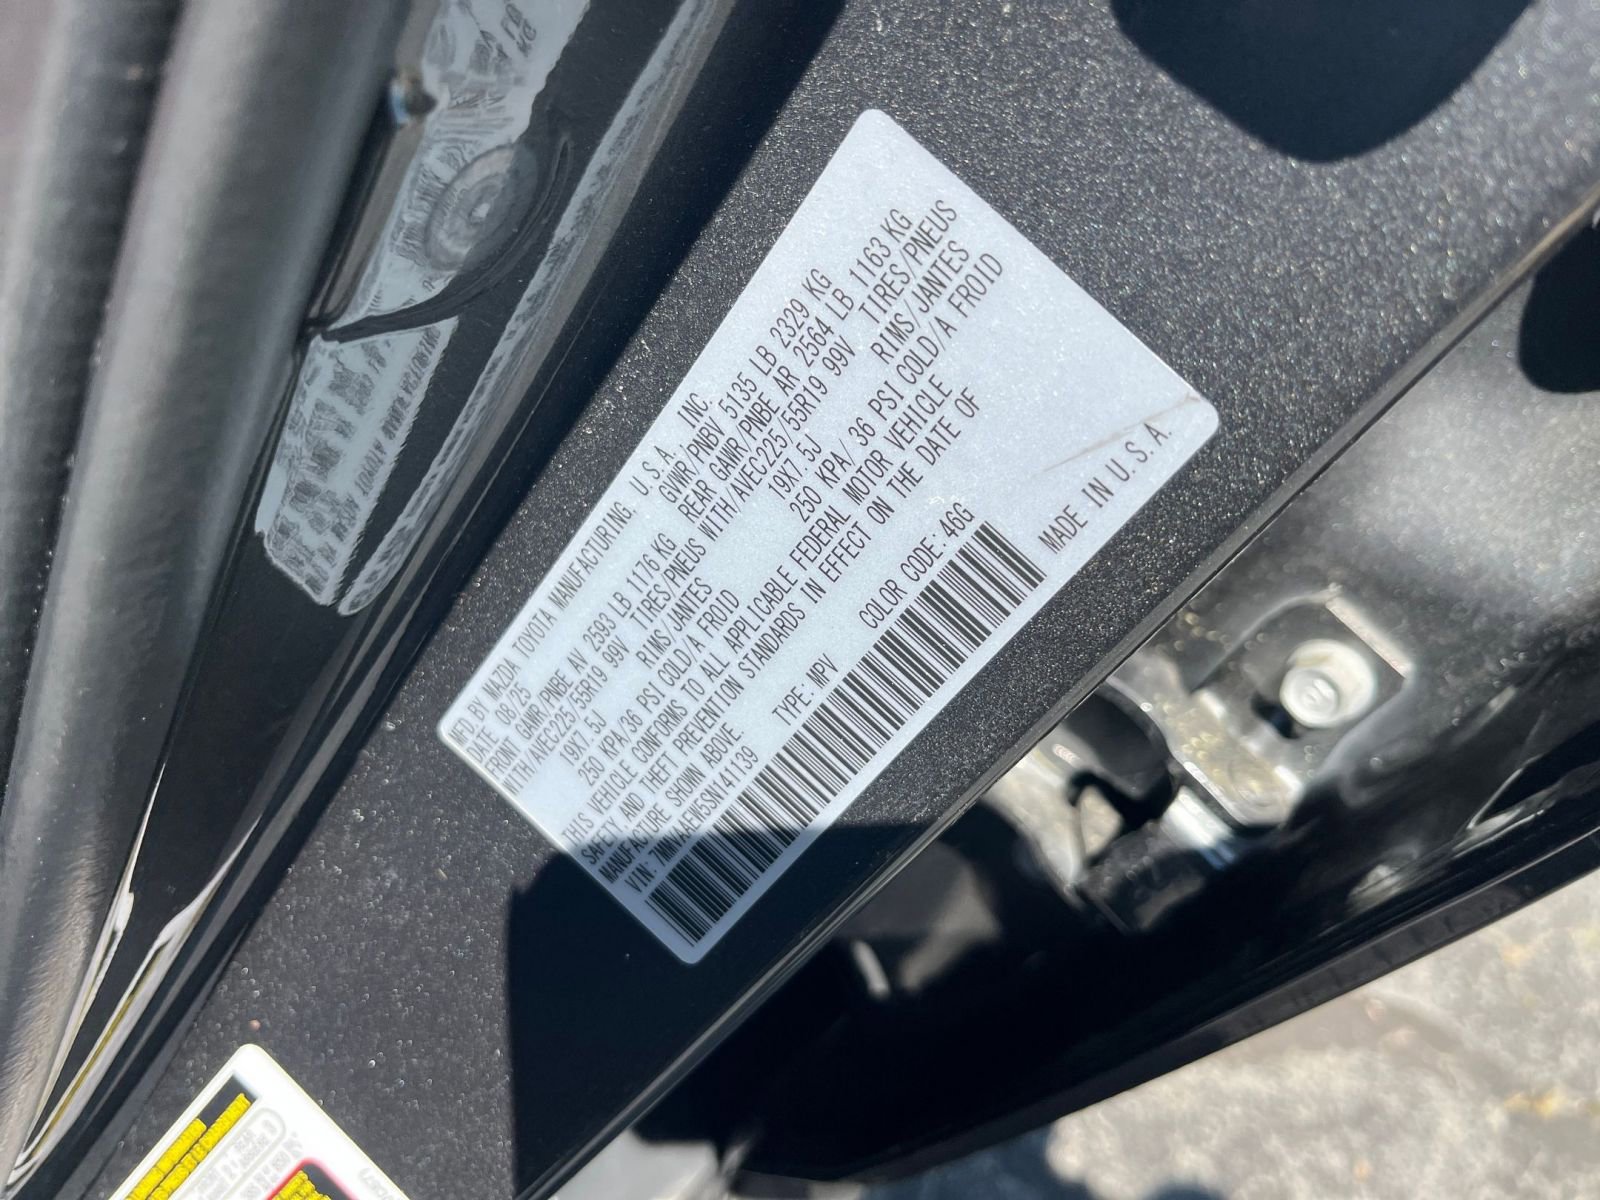 MFD BY MAZDA TOYOTA MANUFACTURING, U.S.A. INC.
DATE 08/25 GVWR/PNBV 5135 LB 2329 KG
FRONT GAWR/PNBE AV 2593 LB 1176 KG REAR GAWR/PNBE AR 2564 LB 1163 KG
WITH/AVEC225/55R19 99V TIRES/PNEUS WITH/AVEC225/55R19 99V TIRES/PNEUS
19X7.5J RIMS/JANTES 19X7.5J RIMS/JANTES
250 KPA/36 PSI COLD/A FROID 250 KPA/36 PSI COLD/A FROID
THIS VEHICLE CONFORMS TO ALL APPLICABLE FEDERAL MOTOR VEHICLE
SAFETY AND THEFT PREVENTION STANDARDS IN EFFECT ON THE DATE OF
MANUFACTURE SHOWN ABOVE.
VIN: TYPE: MPV COLOR CODE: 46G
MADE IN U.S.A.